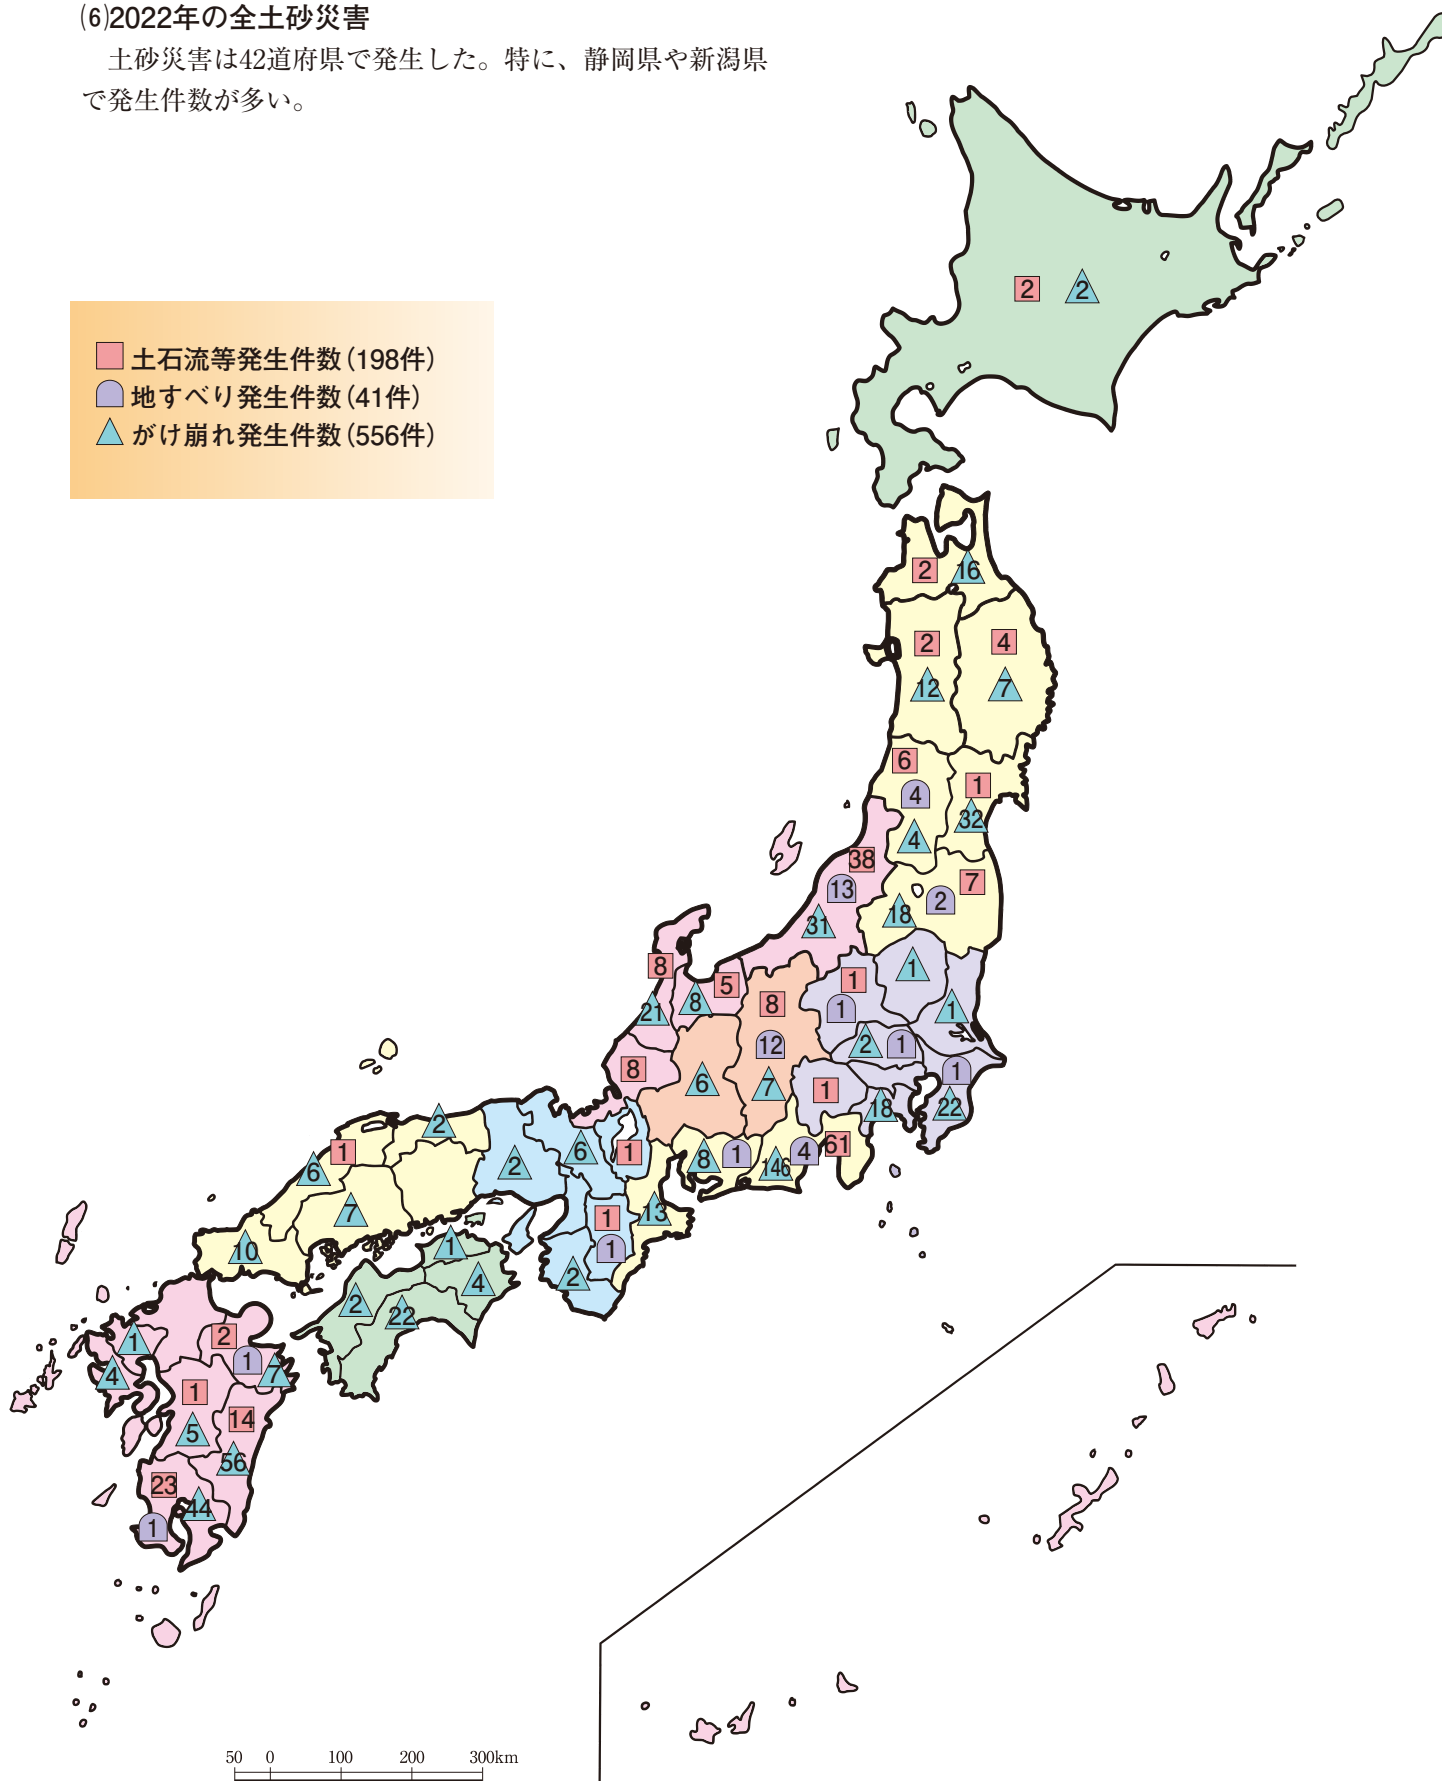 (6)2022年の全土砂災害
土砂災害は42道府県で発生した。特に、静岡県や新潟県
で発生件数が多い。
土石流等発生件数(198件)
地すべり発生件数(41件)
がけ崩れ発生件数(556件)
2 2
2 16
2 4
12 7
6
4 1
4 32
38
13 7
31 18 2
8 5 8 1 1
21 8 1 1
12 2 1
8 6 7 1 1
18 22
2 6 1 8 1 146 4 61
1
6 2
7 1 13
10 1 1
2 4 2
22
1 2
4 1 7
1 14
5 56
23 44
1
50 0 100 200 300km